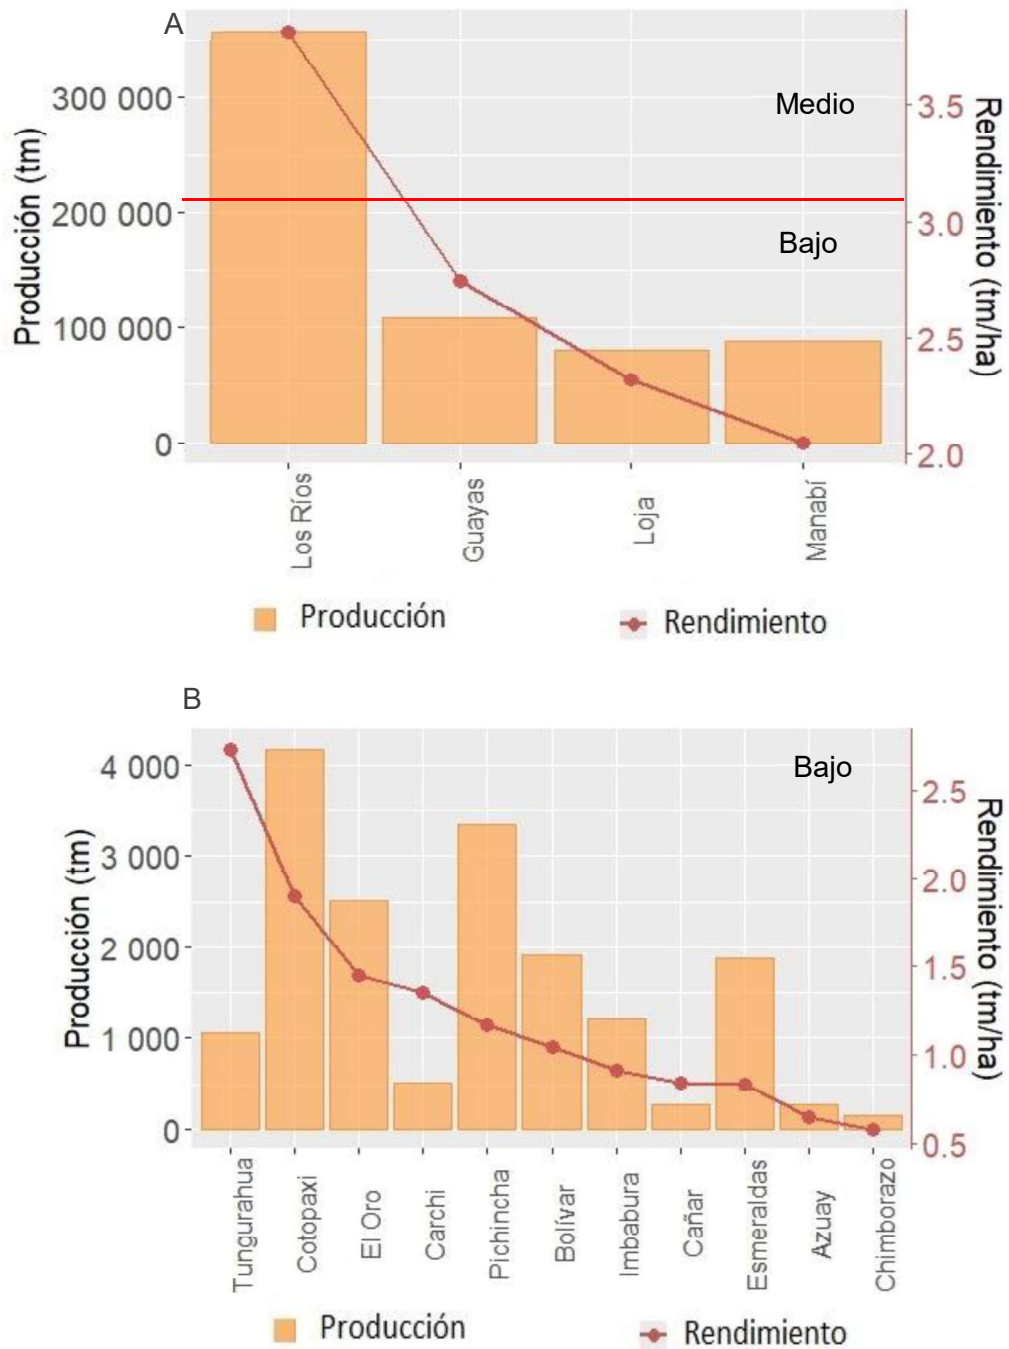 A
Producción (tm)
300 000
200 000
100 000
0
Medio
Bajo
3.5
3.0
2.5
2.0
Rendimiento (tm/ha)
Los Ríos
Guayas
Loja
Manabí
Producción
Rendimiento
B
Producción (tm)
4 000
3 000
2 000
1 000
0
Bajo
2.5
2.0
1.5
1.0
0.5
Rendimiento (tm/ha)
Tungurahua
Cotopaxi
El Oro
Carchi
Pichincha
Bolívar
Imbabura
Cañar
Esmeraldas
Azuay
Chimborazo
Producción
Rendimiento